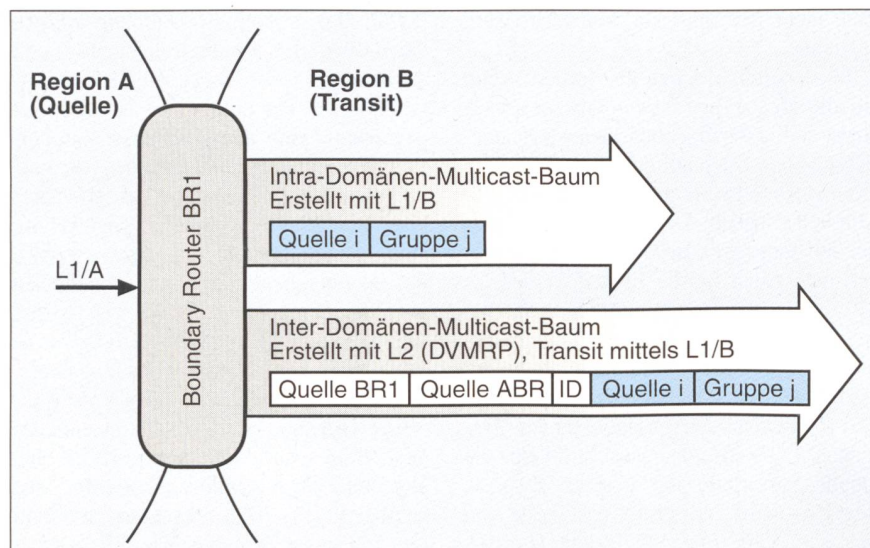 Region A
(Quelle)
Region B
(Transit)
L1/A
Boundary Router BR1
Intra-Domänen-Multicast-Baum
Erstellt mit L1/B
Quelle i Gruppe j
Inter-Domänen-Multicast-Baum
Erstellt mit L2 (DVMRP), Transit mittels L1/B
Quelle BR1 Quelle ABR ID Quelle i Gruppe j